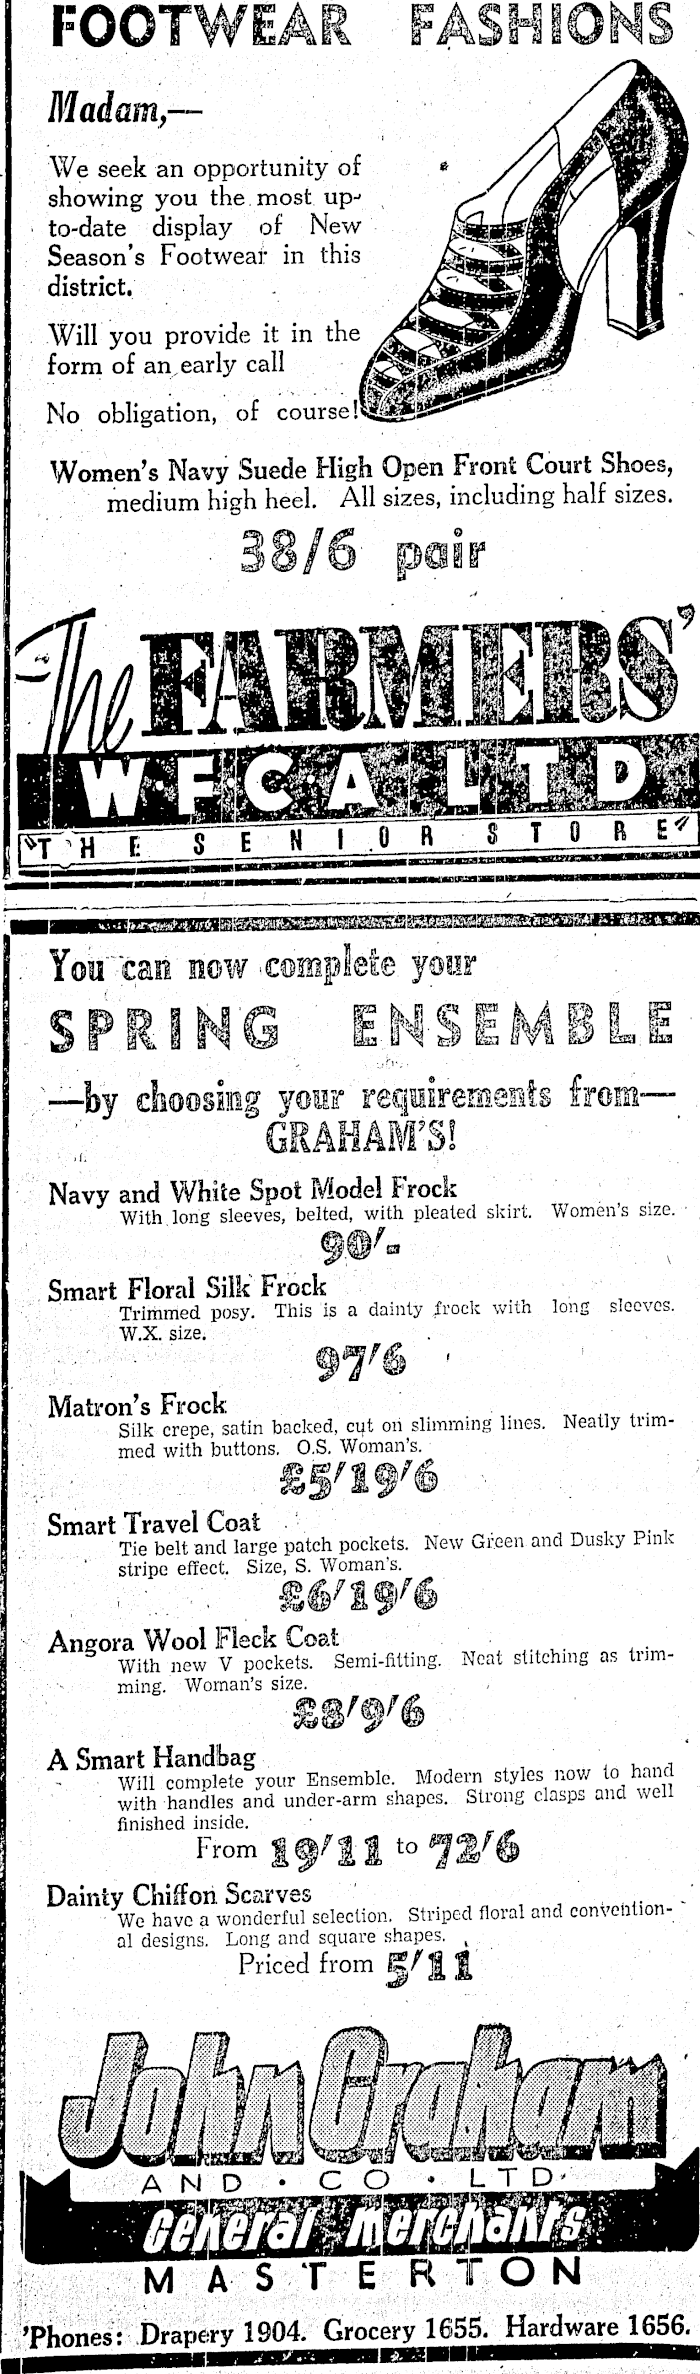 FOOTWEAR FASHIONS
Madam,—
We seek an opportunity of
showing you the most up-
to-date display of New
Season's Footwear in this
district.
Will you provide it in the
form of an early call
No obligation, of course!
Women's Navy Suede High Open Front Court Shoes,
medium high heel. All sizes, including half sizes.
38/6 pair
The FARMERS'
W·F·C·A LTD
"THE SENIOR STORE"
You can now complete your
SPRING ENSEMBLE
—by choosing your requirements from—
GRAHAM'S!
Navy and White Spot Model Frock
With long sleeves, belted, with pleated skirt. Women's size.
90/-
Smart Floral Silk Frock
Trimmed posy. This is a dainty frock with long sleeves.
W.X. size.
97/6
Matron's Frock
Silk crepe, satin backed, cut on slimming lines. Neatly trim-
med with buttons. O.S. Woman's.
£5/19/6
Smart Travel Coat
Tie belt and large patch pockets. New Green and Dusky Pink
stripe effect. Size, S. Woman's.
£6/19/6
Angora Wool Fleck Coat
With new V pockets. Semi-fitting. Neat stitching as trim-
ming. Woman's size.
£8/9/6
A Smart Handbag
Will complete your Ensemble. Modern styles now to hand
with handles and under-arm shapes. Strong clasps and well
finished inside.
From 19/11 to 72/6
Dainty Chiffon Scarves
We have a wonderful selection. Striped floral and convention-
al designs. Long and square shapes.
Priced from 5/11
John Graham
AND · CO · LTD·
General Merchants
MASTERTON
'Phones: Drapery 1904. Grocery 1655. Hardware 1656.